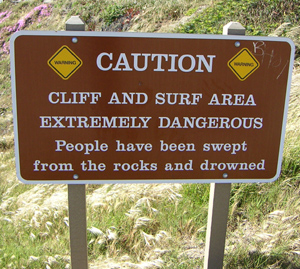 WARNING
CAUTION
WARNING
CLIFF AND SURF AREA
EXTREMELY DANGEROUS
People have been swept
from the rocks and drowned